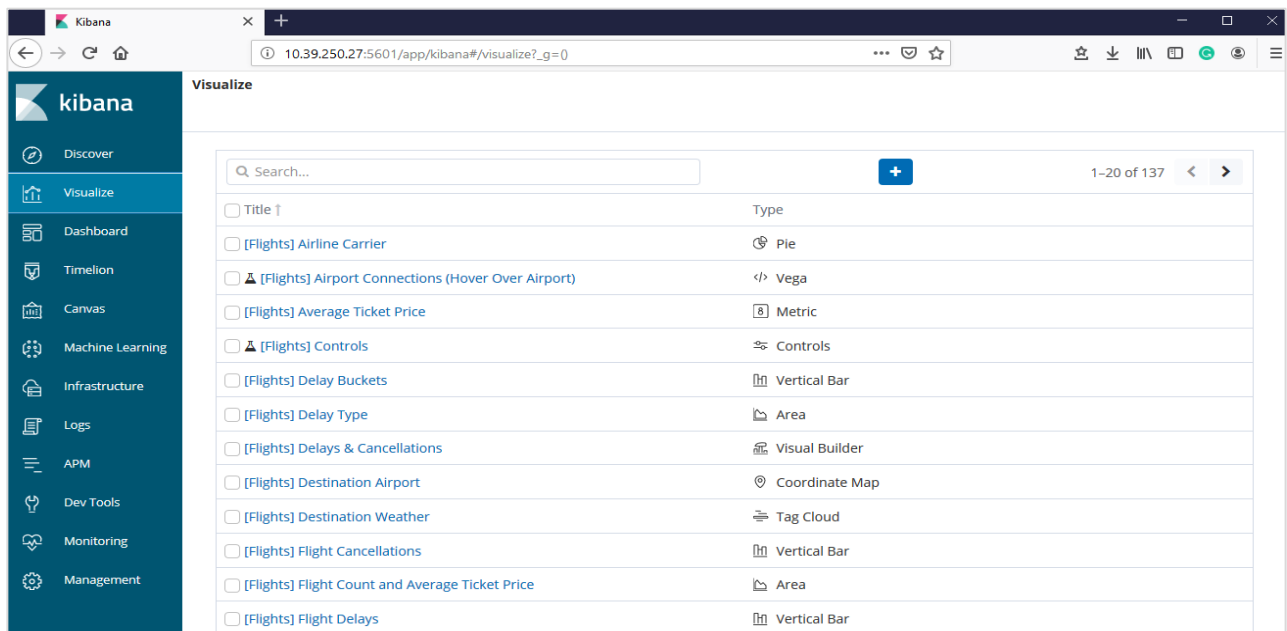 Kibana
10.39.250.27:5601/app/kibana#/visualize?_g=()
kibana
Visualize
Discover
Visualize
Dashboard
Timelion
Canvas
Machine Learning
Infrastructure
Logs
APM
Dev Tools
Monitoring
Management
Search...
1–20 of 137
Title Type
[Flights] Airline Carrier Pie
[Flights] Airport Connections (Hover Over Airport) Vega
[Flights] Average Ticket Price 8 Metric
[Flights] Controls Controls
[Flights] Delay Buckets Vertical Bar
[Flights] Delay Type Area
[Flights] Delays & Cancellations Visual Builder
[Flights] Destination Airport Coordinate Map
[Flights] Destination Weather Tag Cloud
[Flights] Flight Cancellations Vertical Bar
[Flights] Flight Count and Average Ticket Price Area
[Flights] Flight Delays Vertical Bar